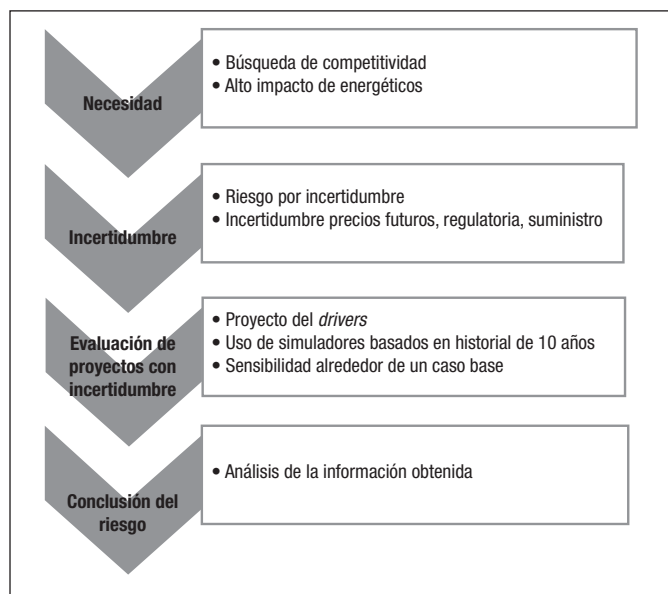 Necesidad
• Búsqueda de competitividad
• Alto impacto de energéticos
Incertidumbre
• Riesgo por incertidumbre
• Incertidumbre precios futuros, regulatoria, suministro
Evaluación de
proyectos con
incertidumbre
• Proyecto del drivers
• Uso de simuladores basados en historial de 10 años
• Sensibilidad alrededor de un caso base
Conclusión del
riesgo
• Análisis de la información obtenida